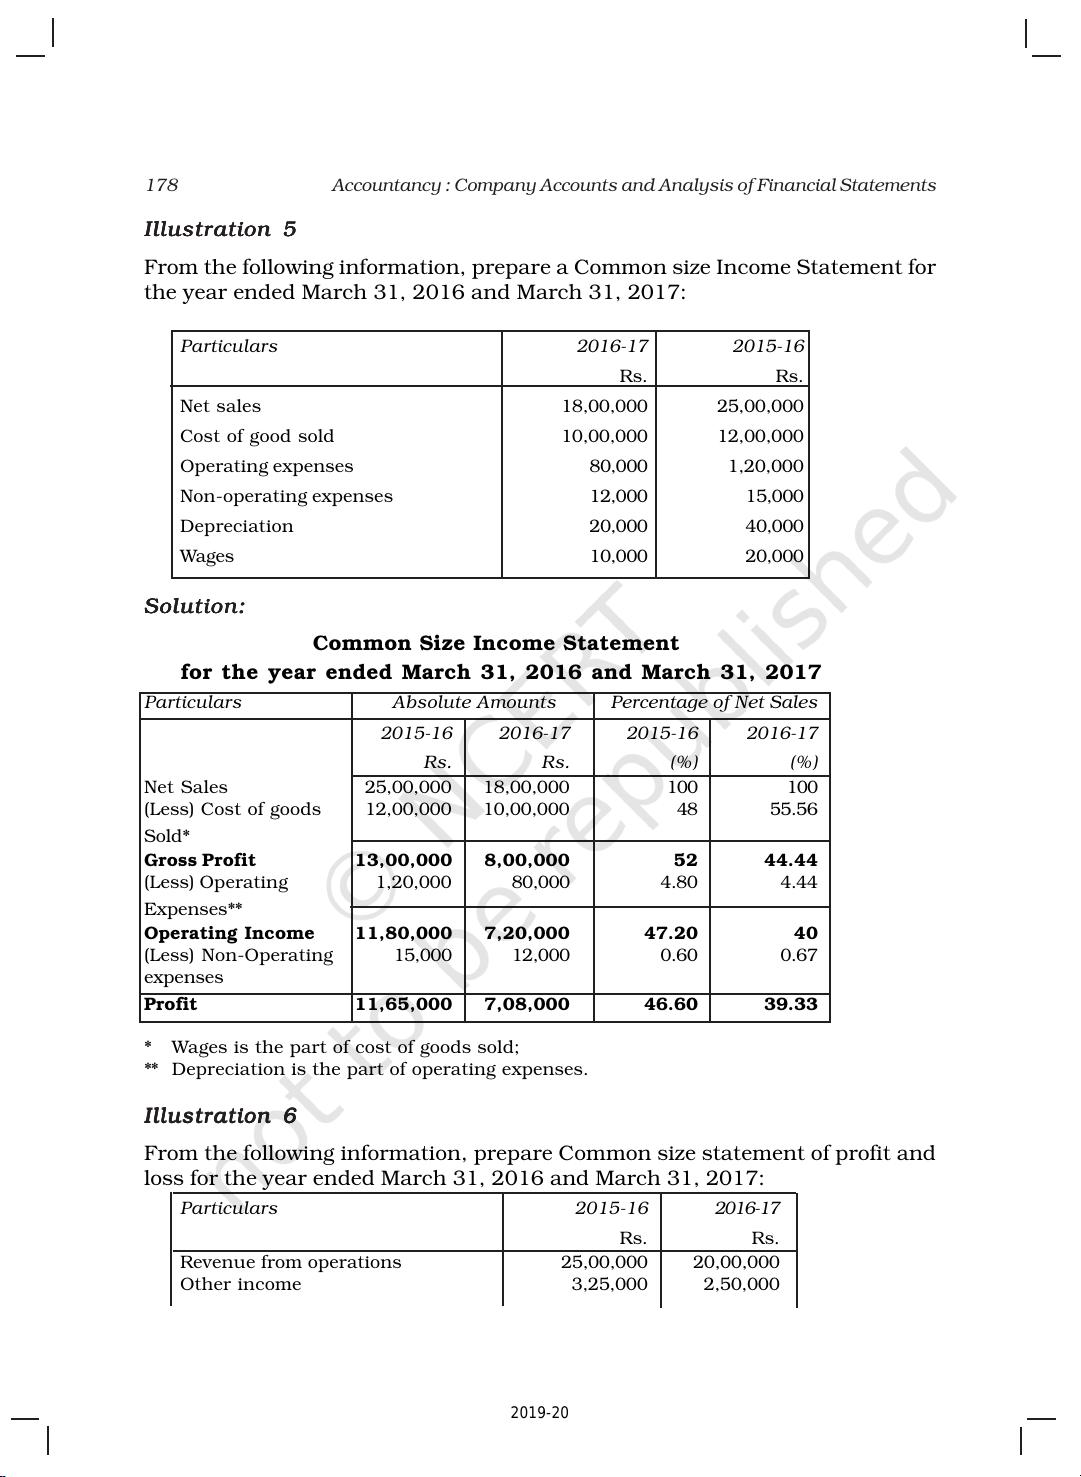 178 Accountancy : Company Accounts and Analysis of Financial Statements
Illustration 5
From the following information, prepare a Common size Income Statement for
the year ended March 31, 2016 and March 31, 2017:
Particulars 2016-17 2015-16
Rs. Rs.
Net sales 18,00,000 25,00,000
Cost of good sold 10,00,000 12,00,000
Operating expenses 80,000 1,20,000
Non-operating expenses 12,000 15,000
Depreciation 20,000 40,000
Wages 10,000 20,000
Solution:
Common Size Income Statement
for the year ended March 31, 2016 and March 31, 2017
Particulars Absolute Amounts Percentage of Net Sales
2015-16 2016-17 2015-16 2016-17
Rs. Rs. (%) (%)
Net Sales 25,00,000 18,00,000 100 100
(Less) Cost of goods 12,00,000 10,00,000 48 55.56
Sold*
Gross Profit 13,00,000 8,00,000 52 44.44
(Less) Operating 1,20,000 80,000 4.80 4.44
Expenses**
Operating Income 11,80,000 7,20,000 47.20 40
(Less) Non-Operating 15,000 12,000 0.60 0.67
expenses
Profit 11,65,000 7,08,000 46.60 39.33
* Wages is the part of cost of goods sold;
** Depreciation is the part of operating expenses.
Illustration 6
From the following information, prepare Common size statement of profit and
loss for the year ended March 31, 2016 and March 31, 2017:
Particulars 2015-16 2016-17
Rs. Rs.
Revenue from operations 25,00,000 20,00,000
Other income 3,25,000 2,50,000
2019-20
© NCERT
not to be republished